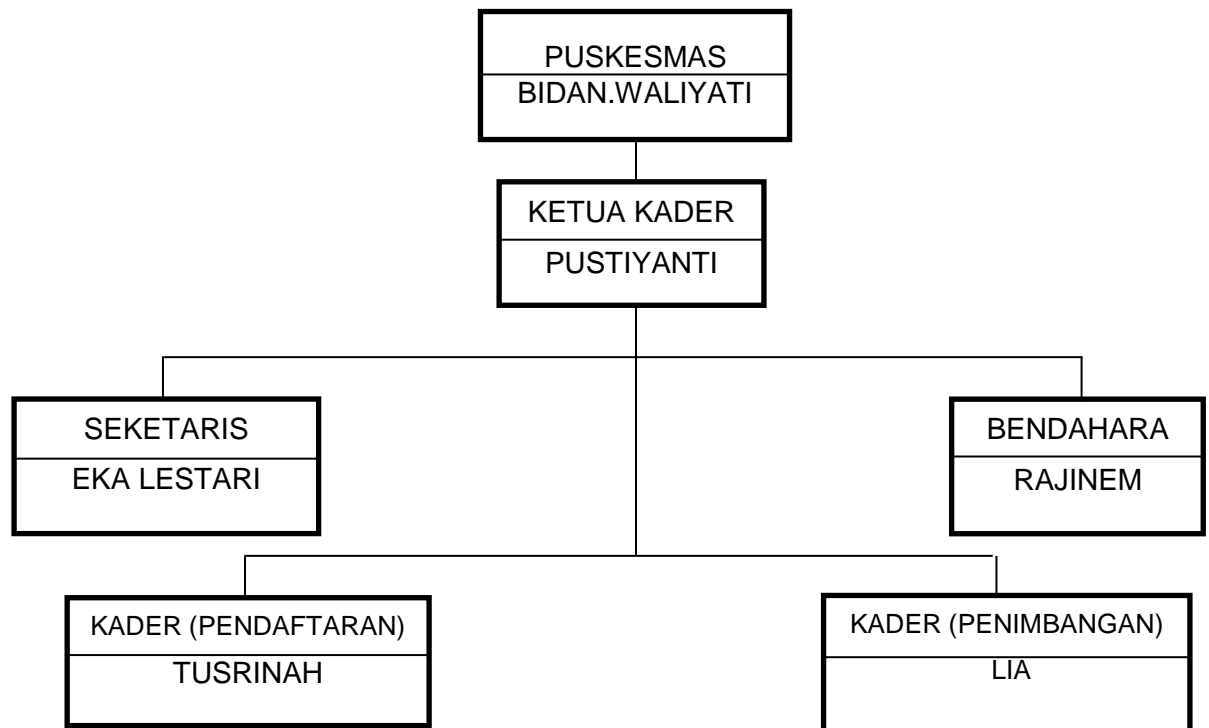 PUSKESMAS
BIDAN.WALIYATI
KETUA KADER
PUSTIYANTI
SEKETARIS
EKA LESTARI
BENDAHARA
RAJINEM
KADER (PENDAFTARAN)
TUSRINAH
KADER (PENIMBANGAN)
LIA